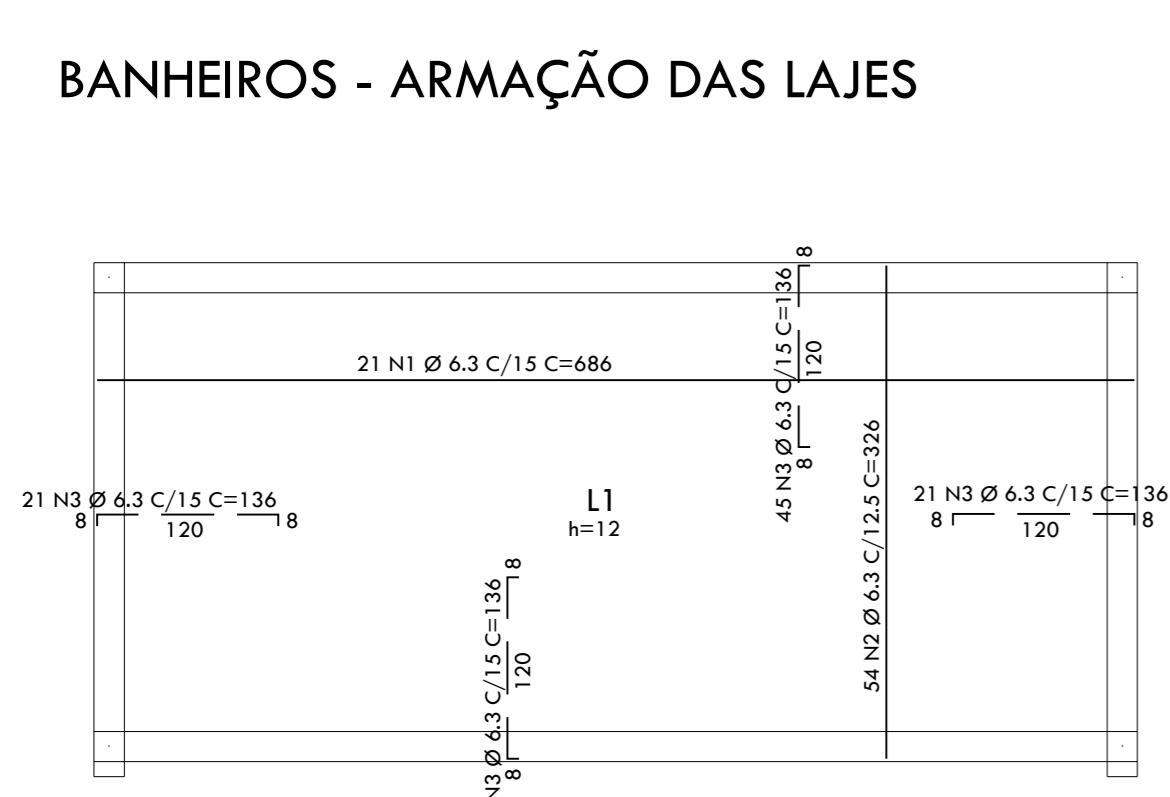 BANHEIROS - ARMAÇÃO DAS LAJES
8
45 N3 Ø 6.3 C/15 C=136
120
8
21 N1 Ø 6.3 C/15 C=686
54 N2 Ø 6.3 C/12.5 C=326
21 N3 Ø 6.3 C/15 C=136
8
120
8
L1
h=12
21 N3 Ø 6.3 C/15 C=136
8
120
8
8
N3 Ø 6.3 C/15 C=136
120
8